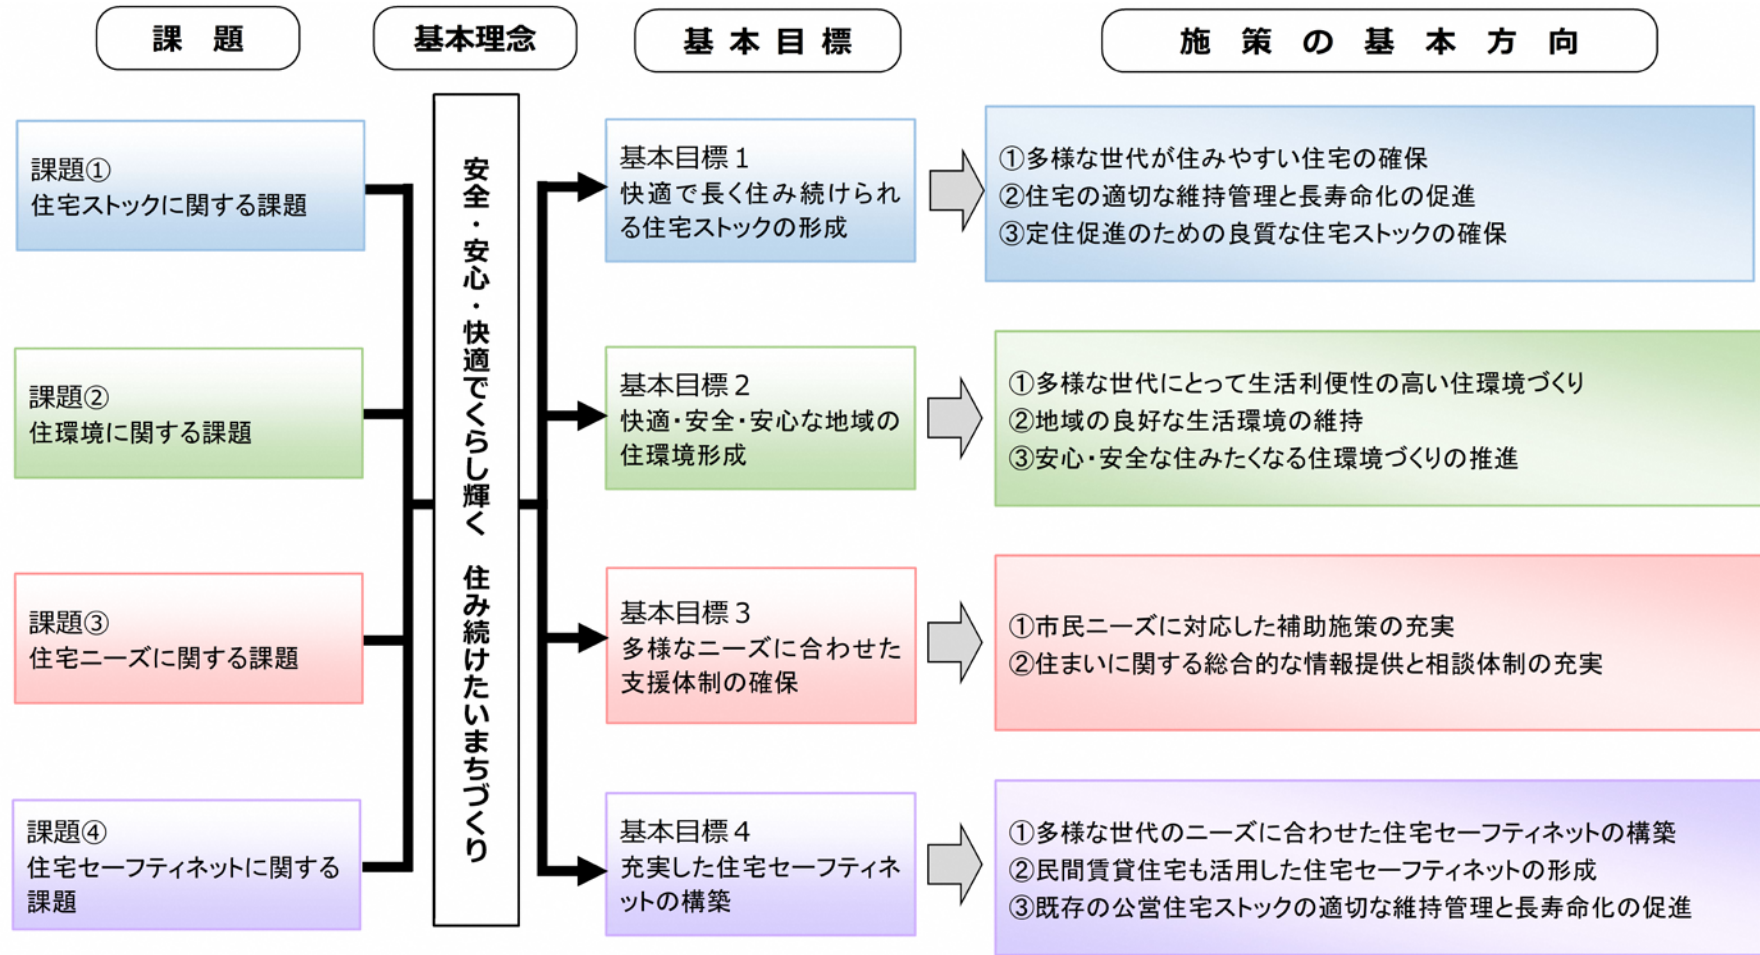 課題
基本理念
基本目標
施策の基本方向
課題①
住宅ストックに関する課題
課題②
住環境に関する課題
課題③
住宅ニーズに関する課題
課題④
住宅セーフティネットに関する
課題
安全・安心・快適でくらし輝く　住み続けたいまちづくり
基本目標１
快適で長く住み続けられ
る住宅ストックの形成
①多様な世代が住みやすい住宅の確保
②住宅の適切な維持管理と長寿命化の促進
③定住促進のための良質な住宅ストックの確保
基本目標２
快適・安全・安心な地域の
住環境形成
①多様な世代にとって生活利便性の高い住環境づくり
②地域の良好な生活環境の維持
③安心・安全な住みたくなる住環境づくりの推進
基本目標３
多様なニーズに合わせた
支援体制の確保
①市民ニーズに対応した補助施策の充実
②住まいに関する総合的な情報提供と相談体制の充実
基本目標４
充実した住宅セーフティネ
ットの構築
①多様な世代のニーズに合わせた住宅セーフティネットの構築
②民間賃貸住宅も活用した住宅セーフティネットの形成
③既存の公営住宅ストックの適切な維持管理と長寿命化の促進